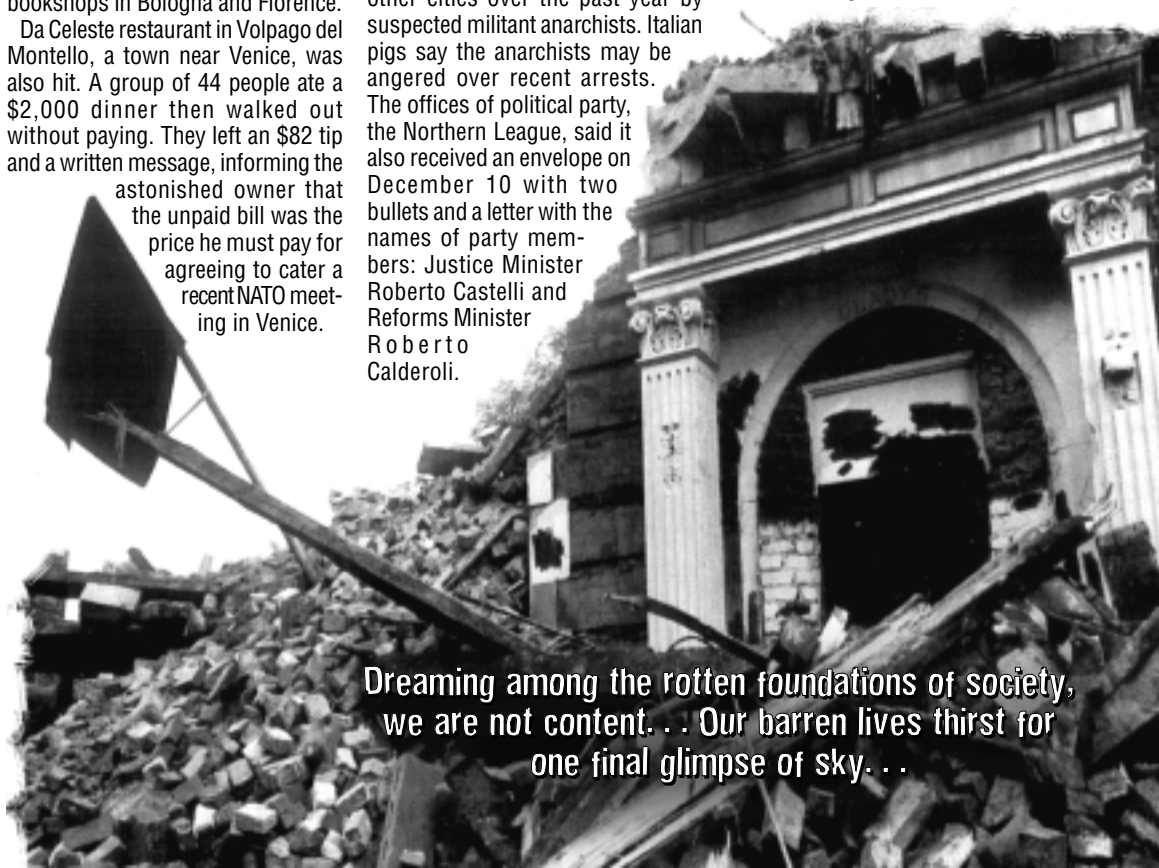 bookshops in Bologna and Florence.
Da Celeste restaurant in Volpago del
Montello, a town near Venice, was
also hit. A group of 44 people ate a
$2,000 dinner then walked out
without paying. They left an $82 tip
and a written message, informing the
astonished owner that
the unpaid bill was the
price he must pay for
agreeing to cater a
recent NATO meet-
ing in Venice.
other cities over the past year by
suspected militant anarchists. Italian
pigs say the anarchists may be
angered over recent arrests.
The offices of political party,
the Northern League, said it
also received an envelope on
December 10 with two
bullets and a letter with the
names of party mem-
bers: Justice Minister
Roberto Castelli and
Reforms Minister
Roberto
Calderoli.
Dreaming among the rotten foundations of society,
we are not content. . . Our barren lives thirst for
one final glimpse of sky. . .